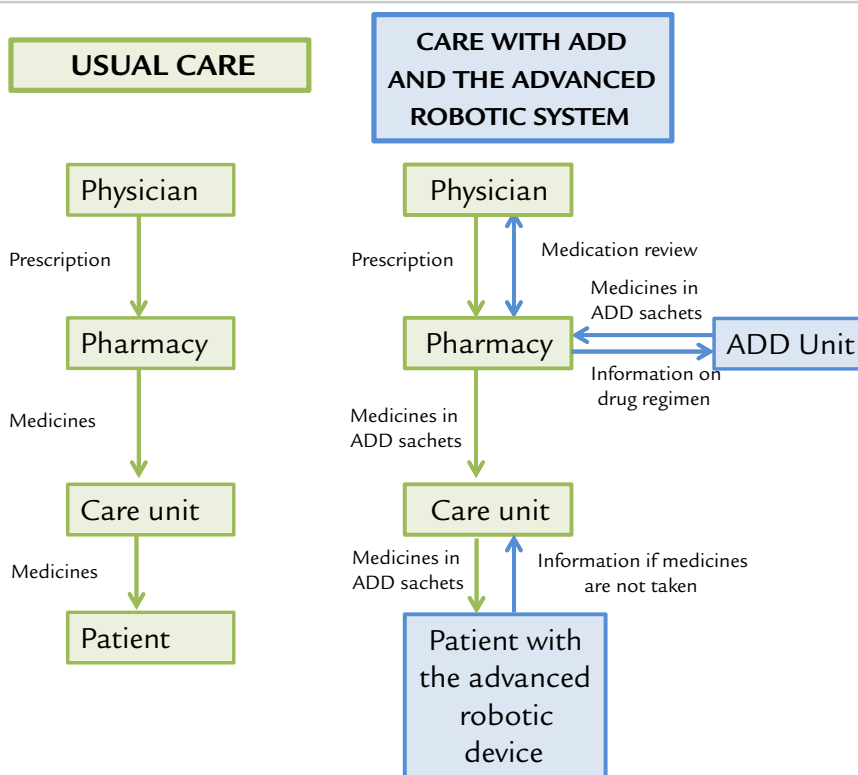 USUAL CARE
Physician
Prescription
Pharmacy
Medicines
Care unit
Medicines
Patient
CARE WITH ADD
AND THE ADVANCED
ROBOTIC SYSTEM
Physician
Prescription
Medication review
Medicines in
ADD sachets
Pharmacy
ADD Unit
Information on
drug regimen
Medicines in
ADD sachets
Care unit
Medicines in
ADD sachets
Information if medicines
are not taken
Patient with
the advanced
robotic
device